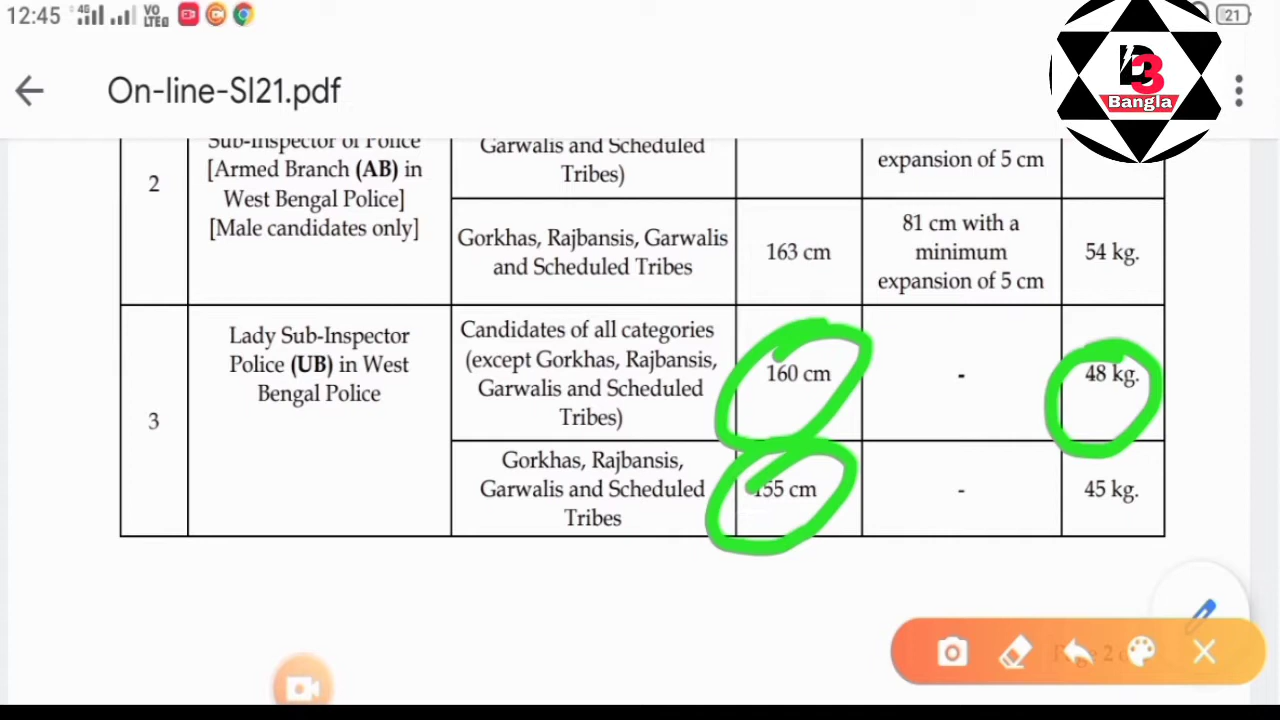 12:45 4G VO LTE 21
On-line-SI21.pdf
D3
Bangla
2
Sub-Inspector of Police
[Armed Branch (AB) in
West Bengal Police]
[Male candidates only]
Garwalis and Scheduled
Tribes)
expansion of 5 cm
Gorkhas, Rajbansis, Garwalis
and Scheduled Tribes
163 cm
81 cm with a
minimum
expansion of 5 cm
54 kg.
3
Lady Sub-Inspector
Police (UB) in West
Bengal Police
Candidates of all categories
(except Gorkhas, Rajbansis,
Garwalis and Scheduled
Tribes)
160 cm
-
48 kg.
Gorkhas, Rajbansis,
Garwalis and Scheduled
Tribes
155 cm
-
45 kg.